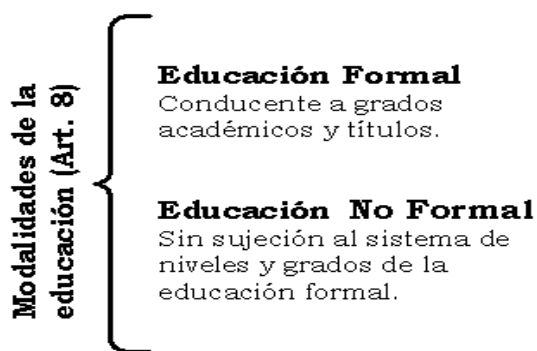 Modalidades de la
educación (Art. 8)
Educación Formal
Conducente a grados
académicos y títulos.
Educación No Formal
Sin sujeción al sistema de
niveles y grados de la
educación formal.